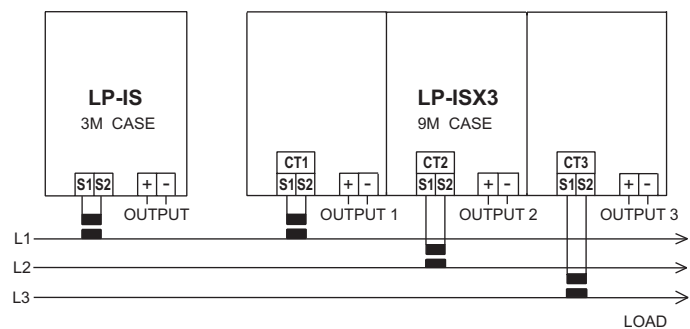 LP-IS
3M CASE
S1 S2 + -
OUTPUT
LP-ISX3
9M CASE
CT1 CT2 CT3
S1 S2 + - S1 S2 + - S1 S2 + -
OUTPUT 1 OUTPUT 2 OUTPUT 3
L1
L2
L3
LOAD